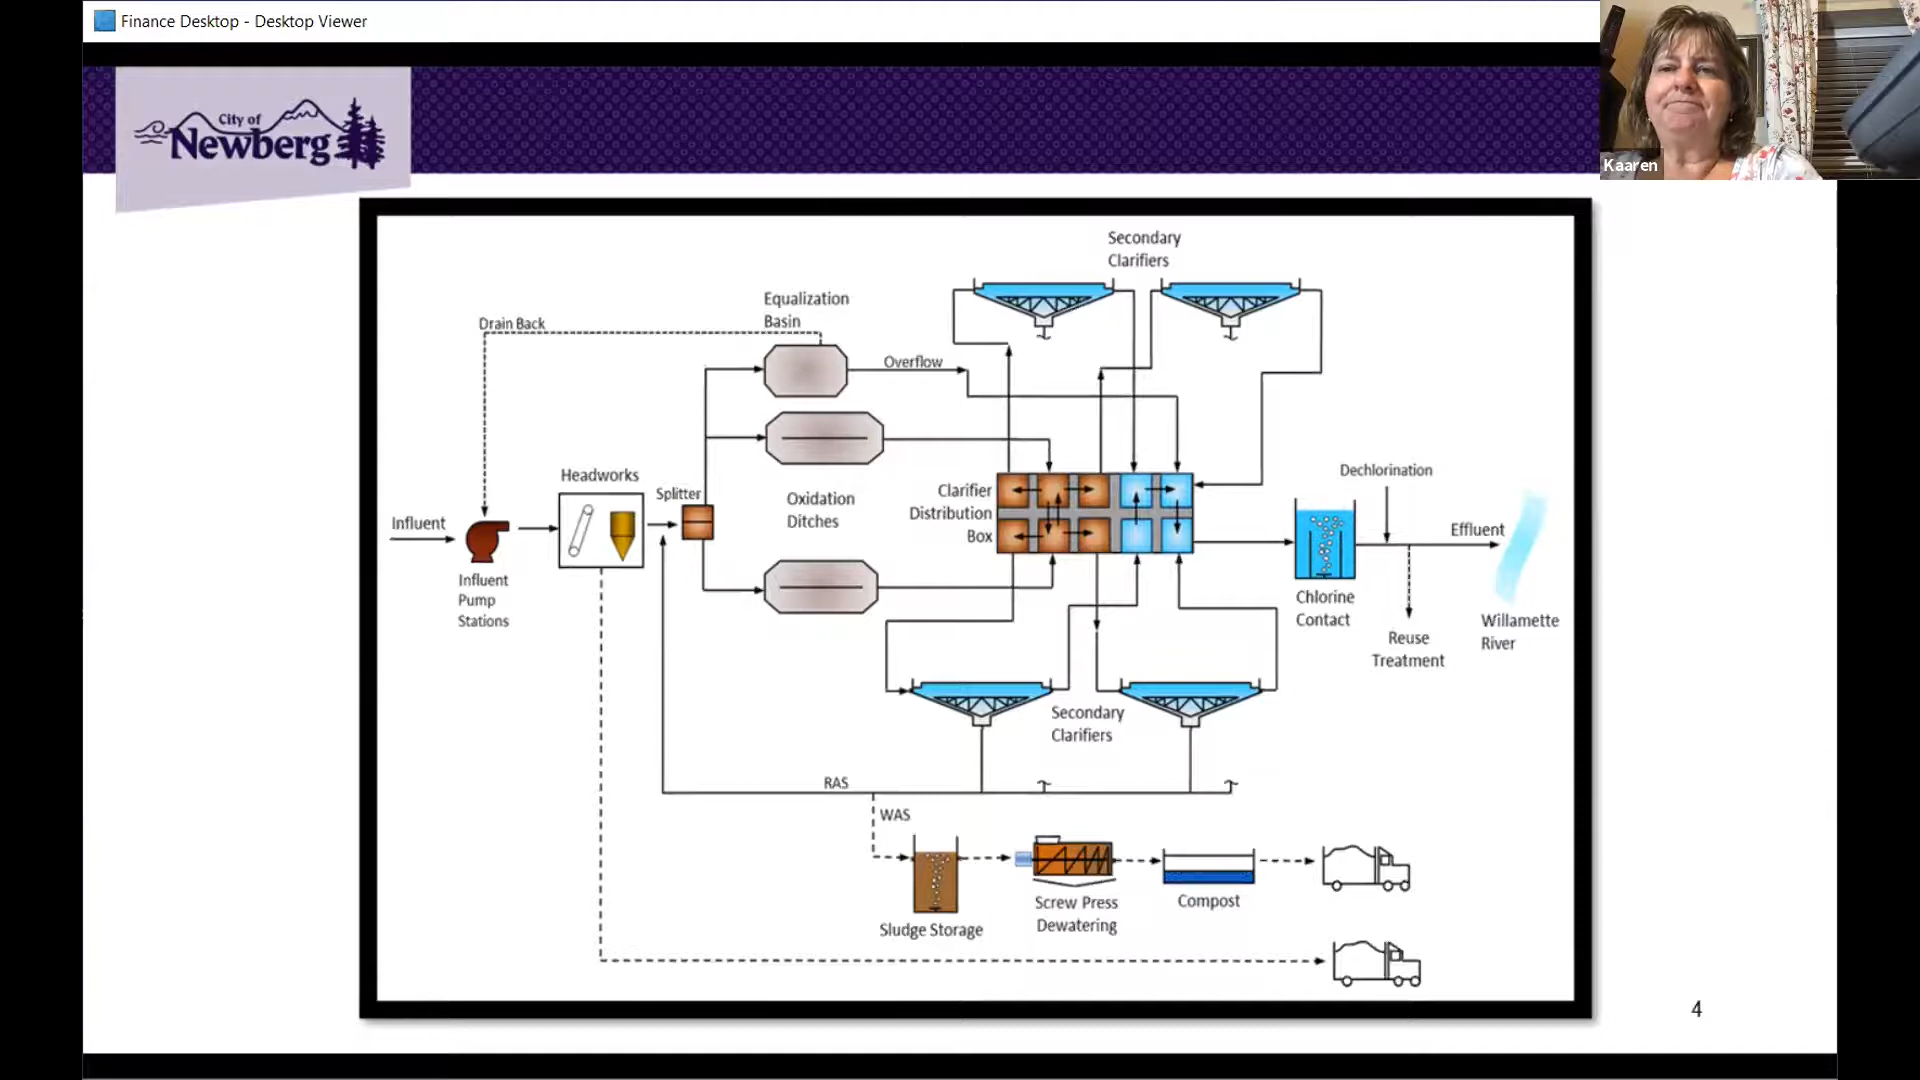 Finance Desktop - Desktop Viewer
Kaaren
City of
Newberg
Secondary
Clarifiers
Equalization
Basin
Drain Back
Overflow
Headworks
Splitter
Influent
Influent
Pump
Stations
Oxidation
Ditches
Clarifier
Distribution
Box
Dechlorination
Effluent
Chlorine
Contact
Reuse
Treatment
Willamette
River
Secondary
Clarifiers
RAS
WAS
Sludge Storage
Screw Press
Dewatering
Compost
4